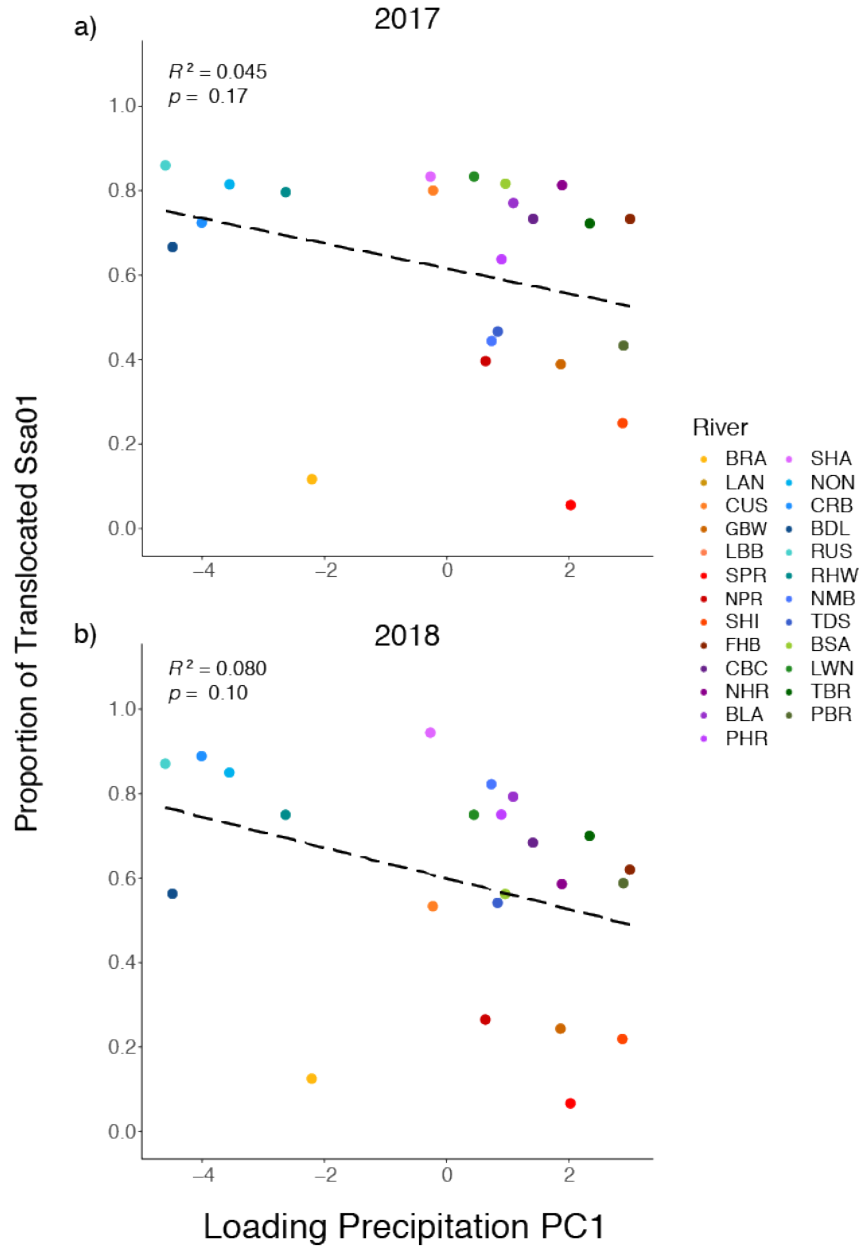 a)
2017
R² = 0.045
p = 0.17
1.0
0.8
0.6
0.4
0.2
0.0
−4
−2
0
2
b)
2018
R² = 0.080
p = 0.10
1.0
0.8
0.6
0.4
0.2
0.0
−4
−2
0
2
Proportion of Translocated Ssa01
Loading Precipitation PC1
River
BRA SHA
LAN NON
CUS CRB
GBW BDL
LBB RUS
SPR RHW
NPR NMB
SHI TDS
FHB BSA
CBC LWN
NHR TBR
BLA PBR
PHR